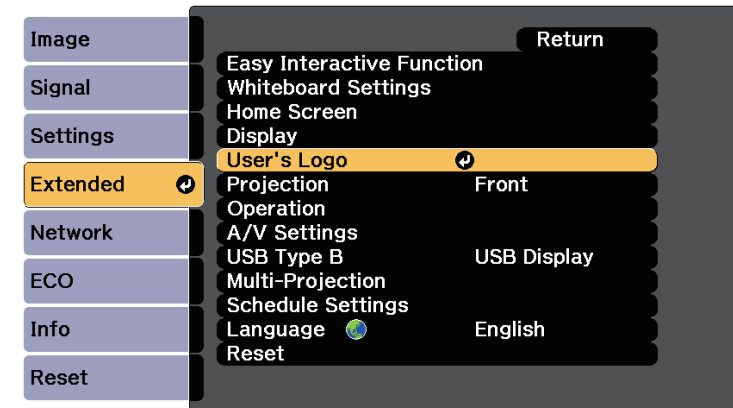 Image
Signal
Settings
Extended
Network
ECO
Info
Reset
Return
Easy Interactive Function
Whiteboard Settings
Home Screen
Display
User's Logo
Projection Front
Operation
A/V Settings
USB Type B USB Display
Multi-Projection
Schedule Settings
Language English
Reset